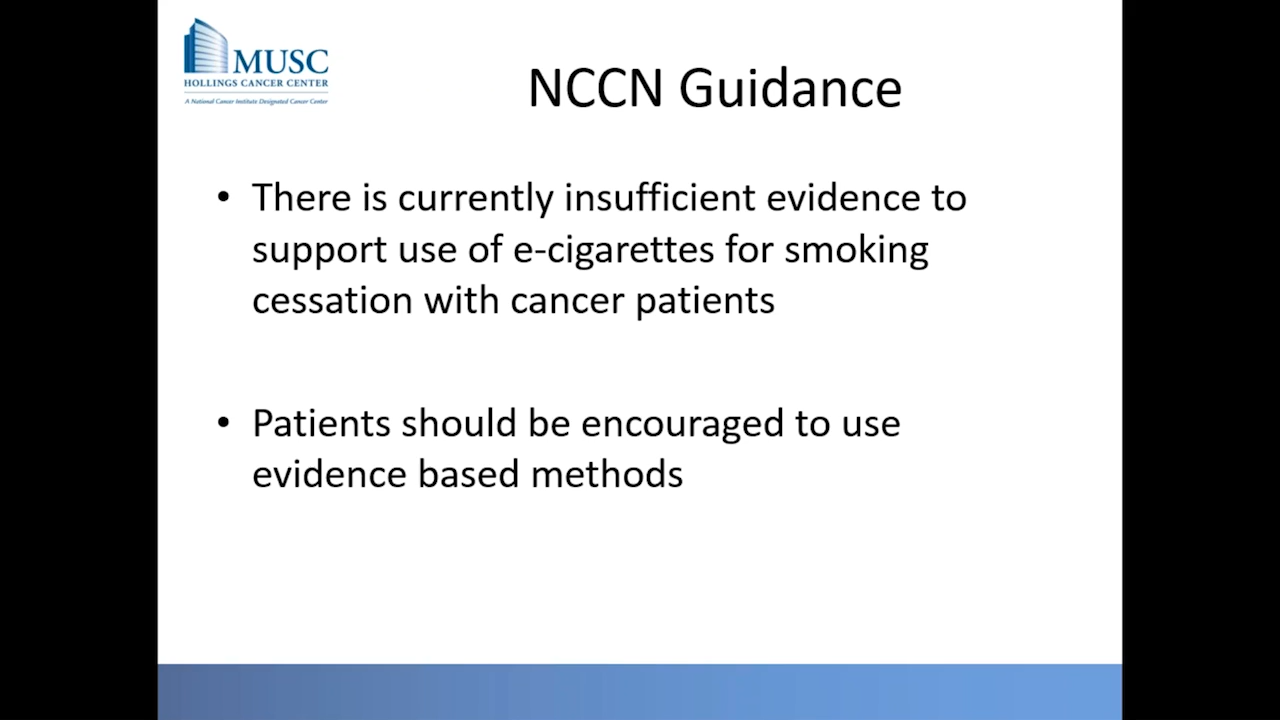 MUSC
HOLLINGS CANCER CENTER
A National Cancer Institute Designated Cancer Center
NCCN Guidance
• There is currently insufficient evidence to
support use of e-cigarettes for smoking
cessation with cancer patients
• Patients should be encouraged to use
evidence based methods